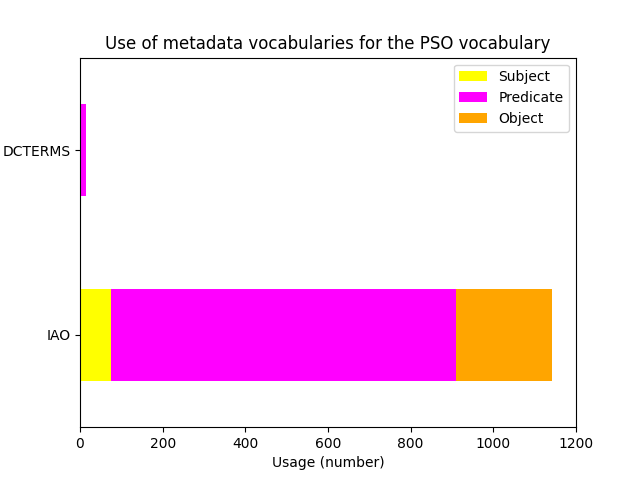 Use of metadata vocabularies for the PSO vocabulary
Subject
Predicate
Object
DCTERMS
IAO
0 200 400 600 800 1000 1200
Usage (number)